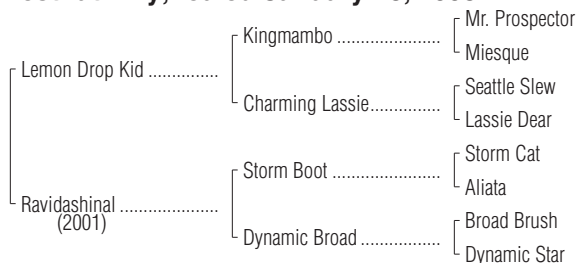 Mr. Prospector
Kingmambo ...................
Miesque
Lemon Drop Kid ..............
Seattle Slew
Charming Lassie................
Lassie Dear
Storm Cat
Storm Boot ....................
Aliata
Ravidashinal ....................
(2001)
Broad Brush
Dynamic Broad ................
Dynamic Star